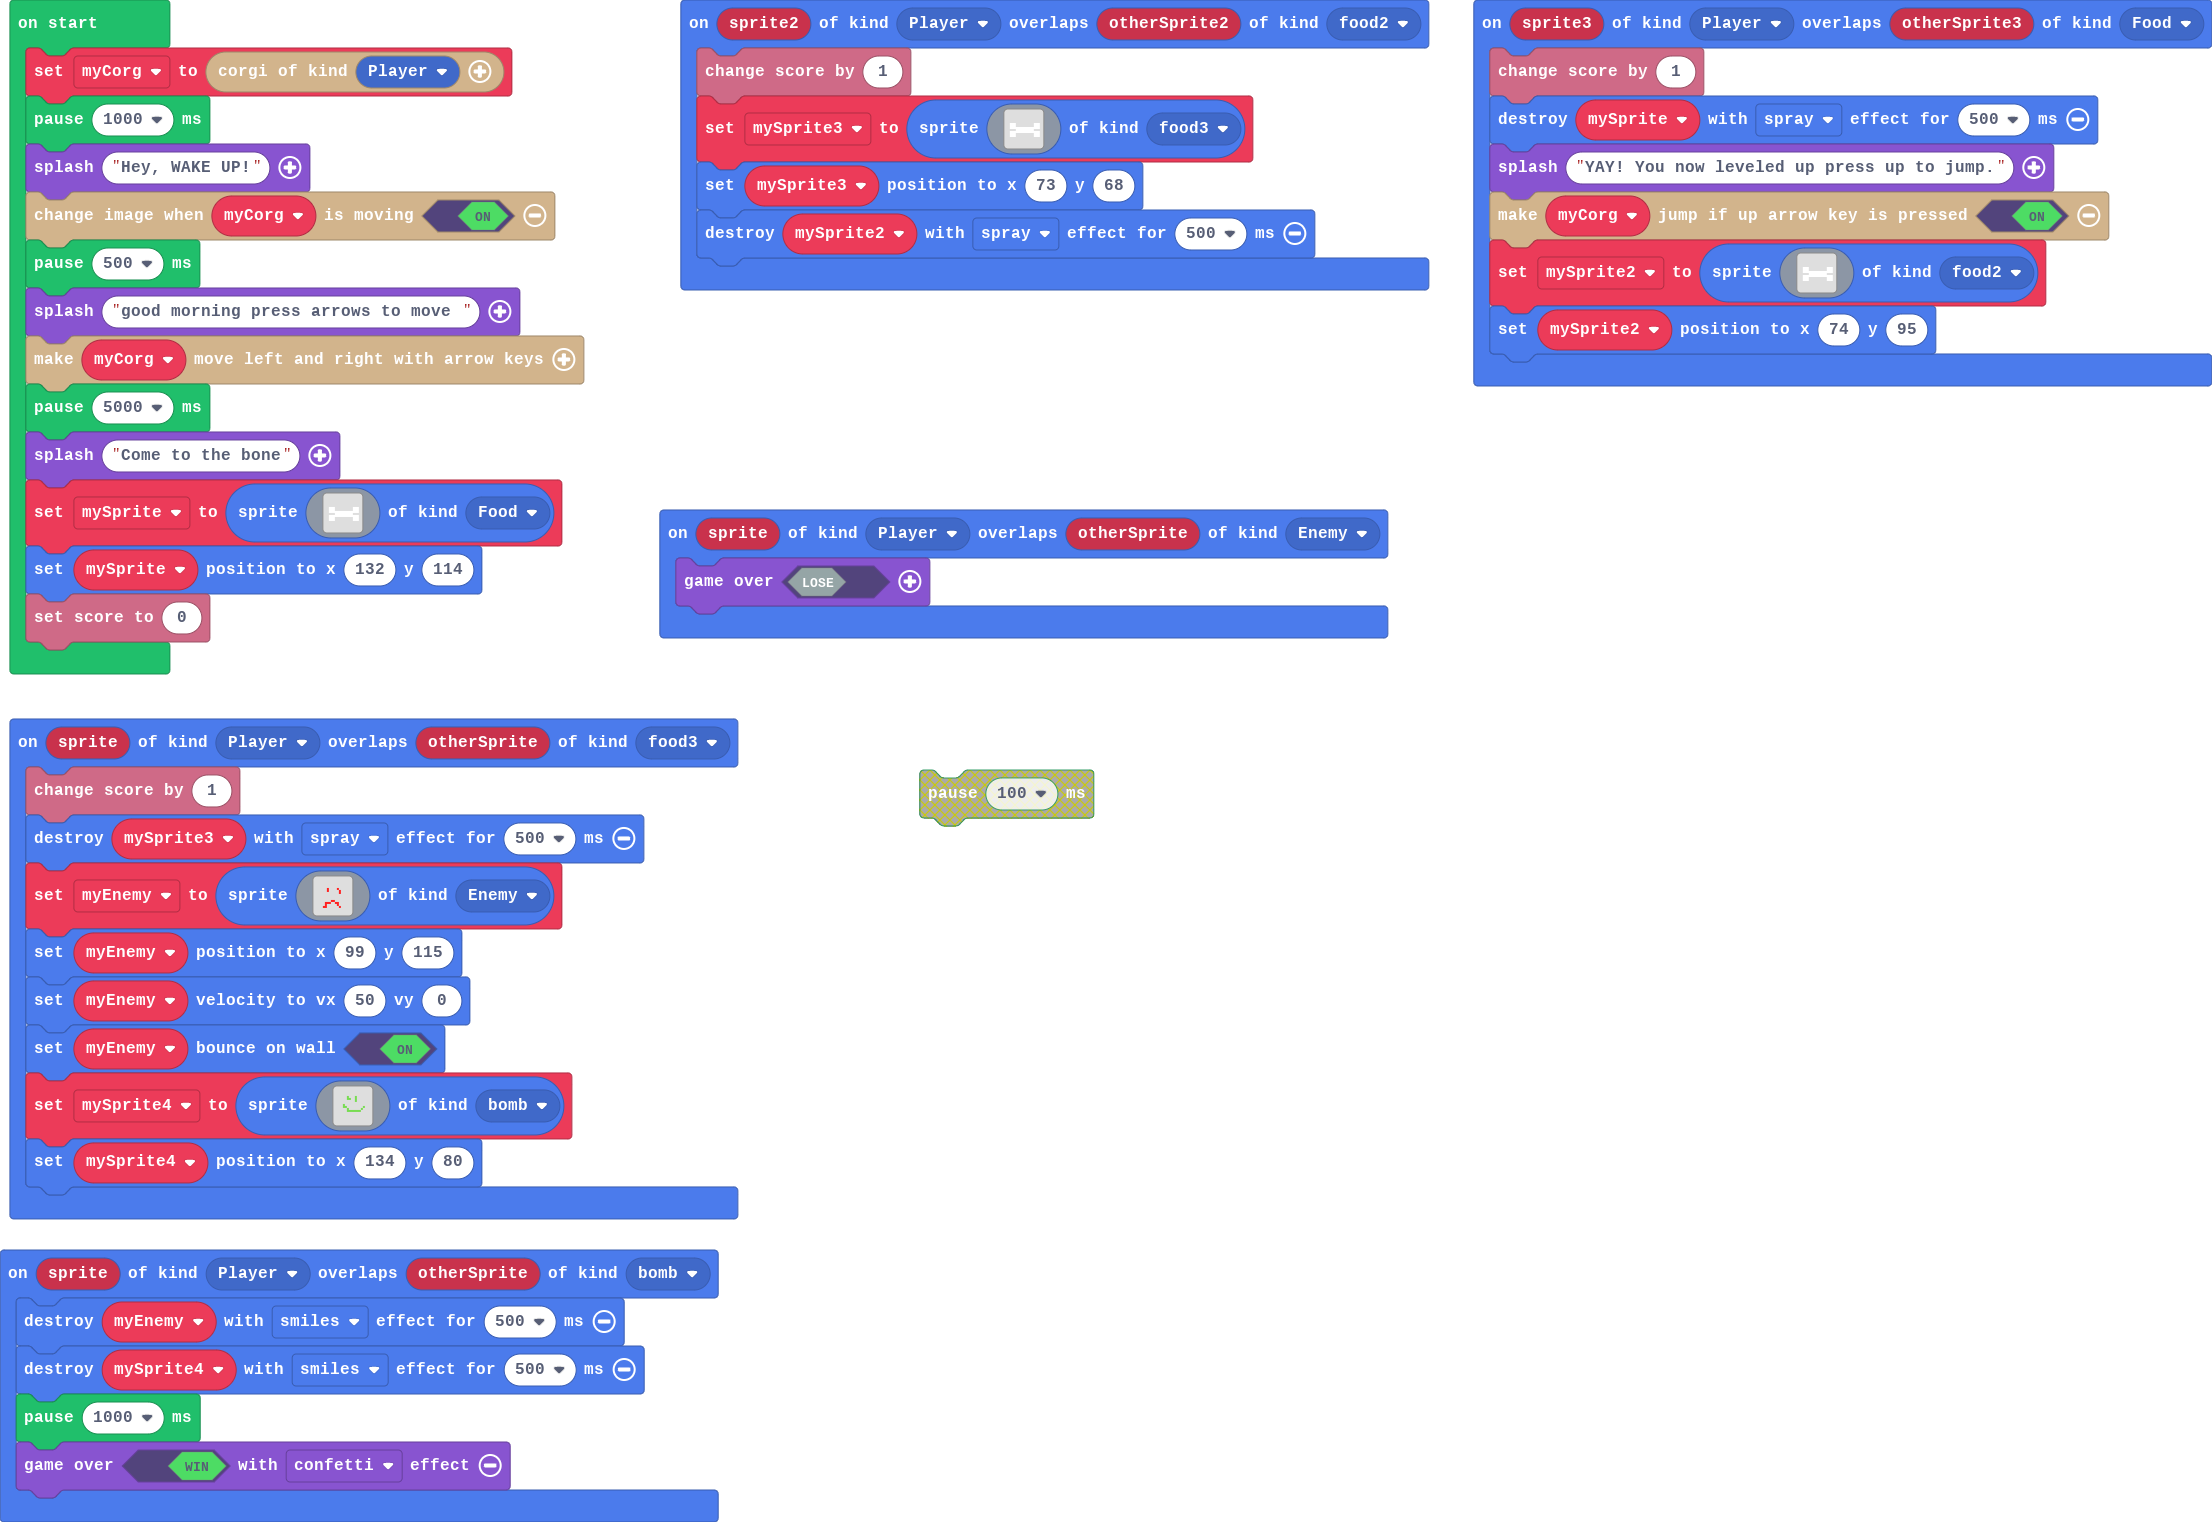 on start
set myCorg to corgi of kind Player
pause 1000 ms
splash "Hey, WAKE UP!"
change image when myCorg is moving ON
pause 500 ms
splash "good morning press arrows to move "
make myCorg move left and right with arrow keys
pause 5000 ms
splash "Come to the bone"
set mySprite to sprite of kind Food
set mySprite position to x 132 y 114
set score to 0
on sprite2 of kind Player overlaps otherSprite2 of kind food2
change score by 1
set mySprite3 to sprite of kind food3
set mySprite3 position to x 73 y 68
destroy mySprite2 with spray effect for 500 ms
on sprite3 of kind Player overlaps otherSprite3 of kind Food
change score by 1
destroy mySprite with spray effect for 500 ms
splash "YAY! You now leveled up press up to jump."
make myCorg jump if up arrow key is pressed ON
set mySprite2 to sprite of kind food2
set mySprite2 position to x 74 y 95
on sprite of kind Player overlaps otherSprite of kind Enemy
game over LOSE
on sprite of kind Player overlaps otherSprite of kind food3
change score by 1
destroy mySprite3 with spray effect for 500 ms
set myEnemy to sprite of kind Enemy
set myEnemy position to x 99 y 115
set myEnemy velocity to vx 50 vy 0
set myEnemy bounce on wall ON
set mySprite4 to sprite of kind bomb
set mySprite4 position to x 134 y 80
pause 100 ms
on sprite of kind Player overlaps otherSprite of kind bomb
destroy myEnemy with smiles effect for 500 ms
destroy mySprite4 with smiles effect for 500 ms
pause 1000 ms
game over WIN with confetti effect